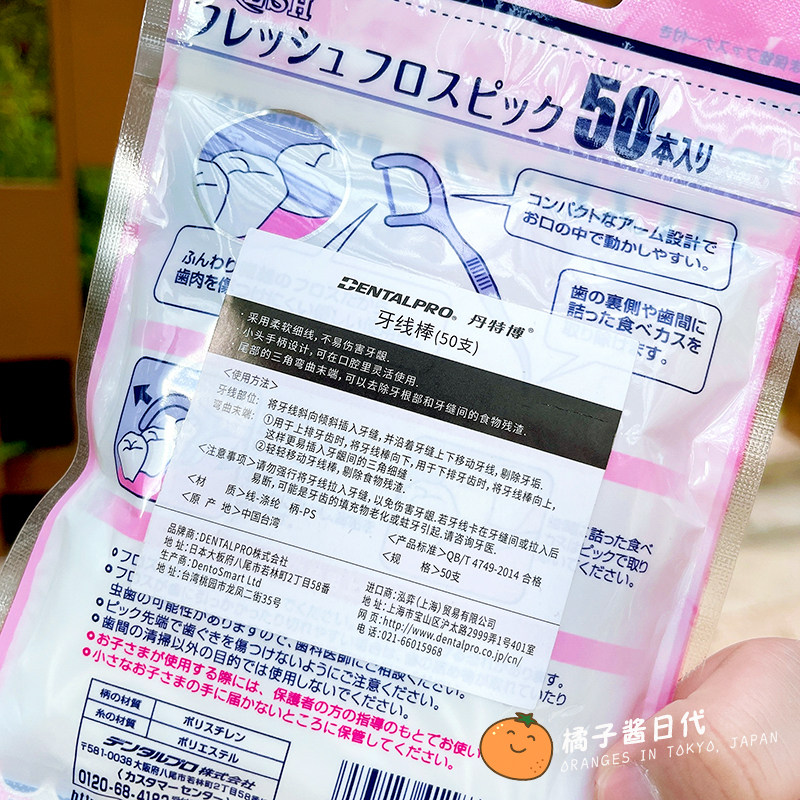 フレッシュ フロスピック 50本入り
コンパクトなアーム設計で
お口の中で動かしやすい。
ふんわり
歯肉を傷
歯の裏側や歯間に
詰った食べカスを
ます。
DENTALPRO® 丹特博®
牙线棒(50支)
·采用柔软细线,不易伤害牙龈.
·小头手柄设计,可在口腔里灵活使用.
·尾部的三角弯曲末端,可以去除牙根部和牙缝间的食物残渣.
<使用方法>
牙线部位: 将牙线斜向倾斜插入牙缝,并沿着牙缝上下移动牙线,剔除牙垢.
弯曲末端: ①用于上排牙齿时,将牙线棒向下,用于下排牙齿时,将牙线棒向上,
这样更易插入牙龈间的三角细缝.
②轻轻移动牙线棒,剔除食物残渣.
<注意事项>请勿强行将牙线拉入牙缝,以免伤害牙龈.若牙线卡在牙缝间或拉入后
易断,可能是牙齿的填充物老化或蛀牙引起.请咨询牙医.
<材 质>线-涤纶 柄-PS
<产品标准>QB/T 4749-2014 合格
<原 产 地>中国台湾
<规 格>50支
品牌商:DENTALPRO株式会社
地 址:日本大阪府八尾市若林町2丁目58番
生产商:DentoSmart Ltd
地 址:台湾桃园市龙凤二街35号
进口商:泓弈(上海)贸易有限公司
地 址:上海市宝山区沪太路2999弄1号401室
网 页:http://www.dentalpro.co.jp/cn/
电 话:021-66015968
詰った食べ
ピックで取り
ください。
虫歯の可能性がありますので、歯科医師にご相談ください。
●ピック先端で歯ぐきを傷つけないようにご注意ください。
●歯間の清掃以外の目的では使用しないでください。
●お子さまが使用する際には、保護者の方の指導のもとてお使い
●小さなお子さまの手に届かないところに保管してください。
柄の材質 ポリスチレン
糸の材質 ポリエステル
デンタルプロ株式会社
〒581-0038 大阪府八尾市若林町2丁目58
(カスタマーセンター)
0120-68-4182
橘子酱日代
ORANGES IN TOKYO, JAPAN